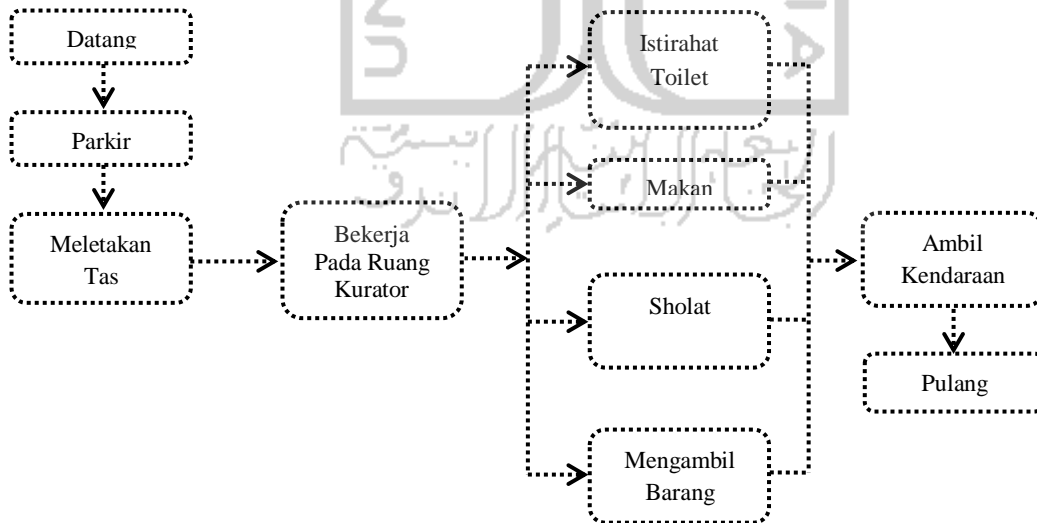 Datang
Parkir
Meletakan
Tas
Bekerja
Pada Ruang
Kurator
Istirahat
Toilet
Makan
Sholat
Mengambil
Barang
Ambil
Kendaraan
Pulang